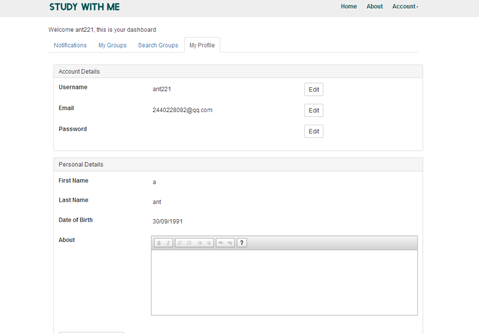 STUDY WITH ME
Home About Account
Welcome ant221, this is your dashboard
Notifications My Groups Search Groups My Profile
Account Details
Username ant221 Edit
Email 2440228082@qq.com Edit
Password Edit
Personal Details
First Name a
Last Name ant
Date of Birth 30/09/1991
About
B I ?